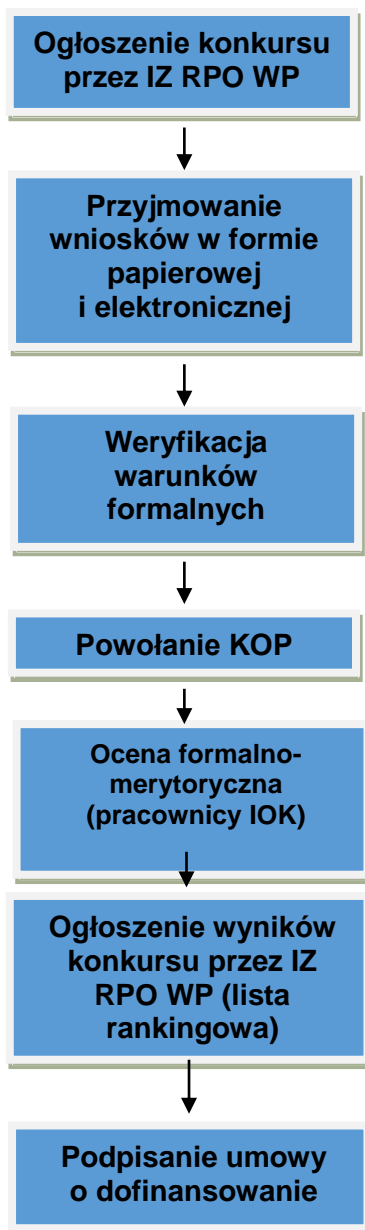 Ogłoszenie konkursu
przez IZ RPO WP
Przyjmowanie
wniosków w formie
papierowej
i elektronicznej
Weryfikacja
warunków
formalnych
Powołanie KOP
Ocena formalno-
merytoryczna
(pracownicy IOK)
Ogłoszenie wyników
konkursu przez IZ
RPO WP (lista
rankingowa)
Podpisanie umowy
o dofinansowanie